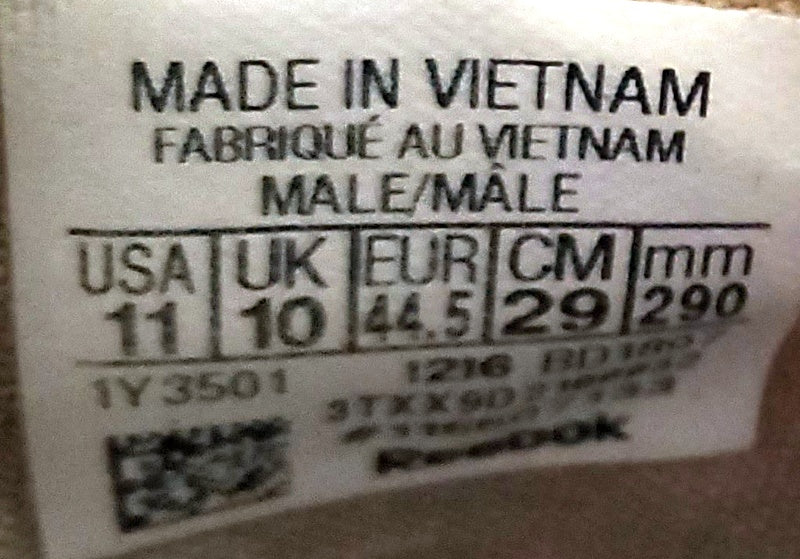 MADE IN VIETNAM
FABRIQUÉ AU VIETNAM
MALE/MÂLE
USA UK EUR CM mm
11 10 44.5 29 290
1Y3501 1216
Reebok